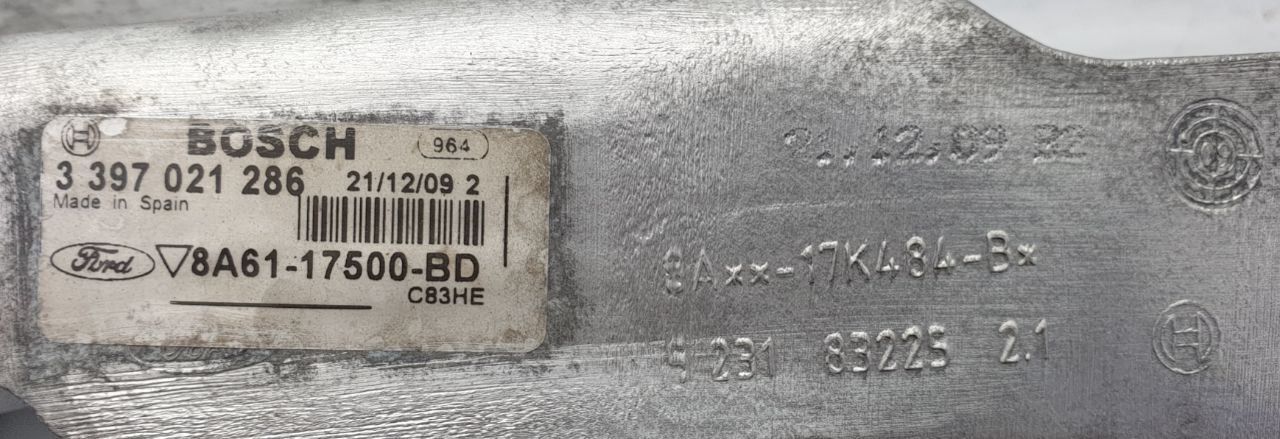 BOSCH 964
3 397 021 286 21/12/09 2
Made in Spain
Ford 8A61-17500-BD
C83HE
8Axx-17K484-Bx
83225 2.1